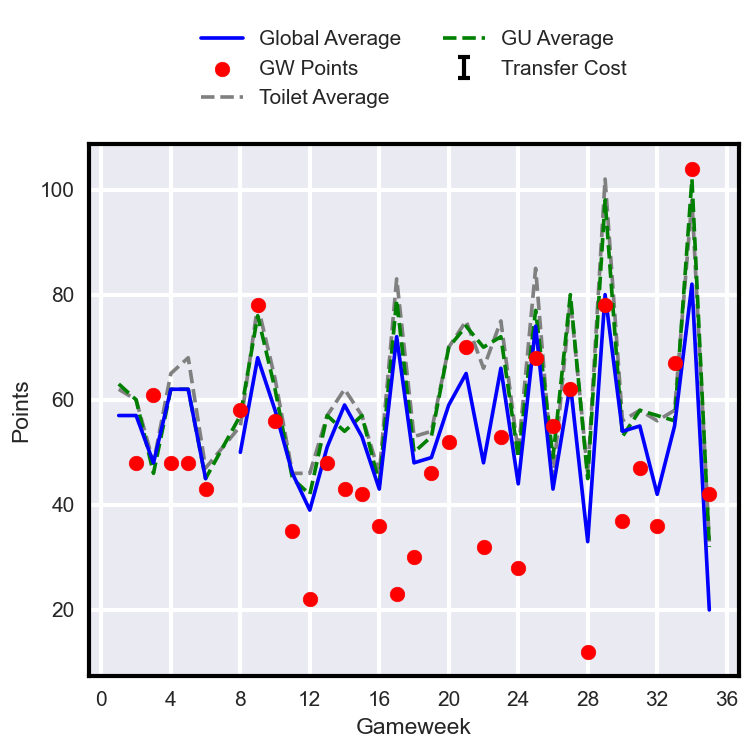 Global Average
GW Points
Toilet Average
GU Average
Transfer Cost
100
80
60
40
20
Points
0 4 8 12 16 20 24 28 32 36
Gameweek